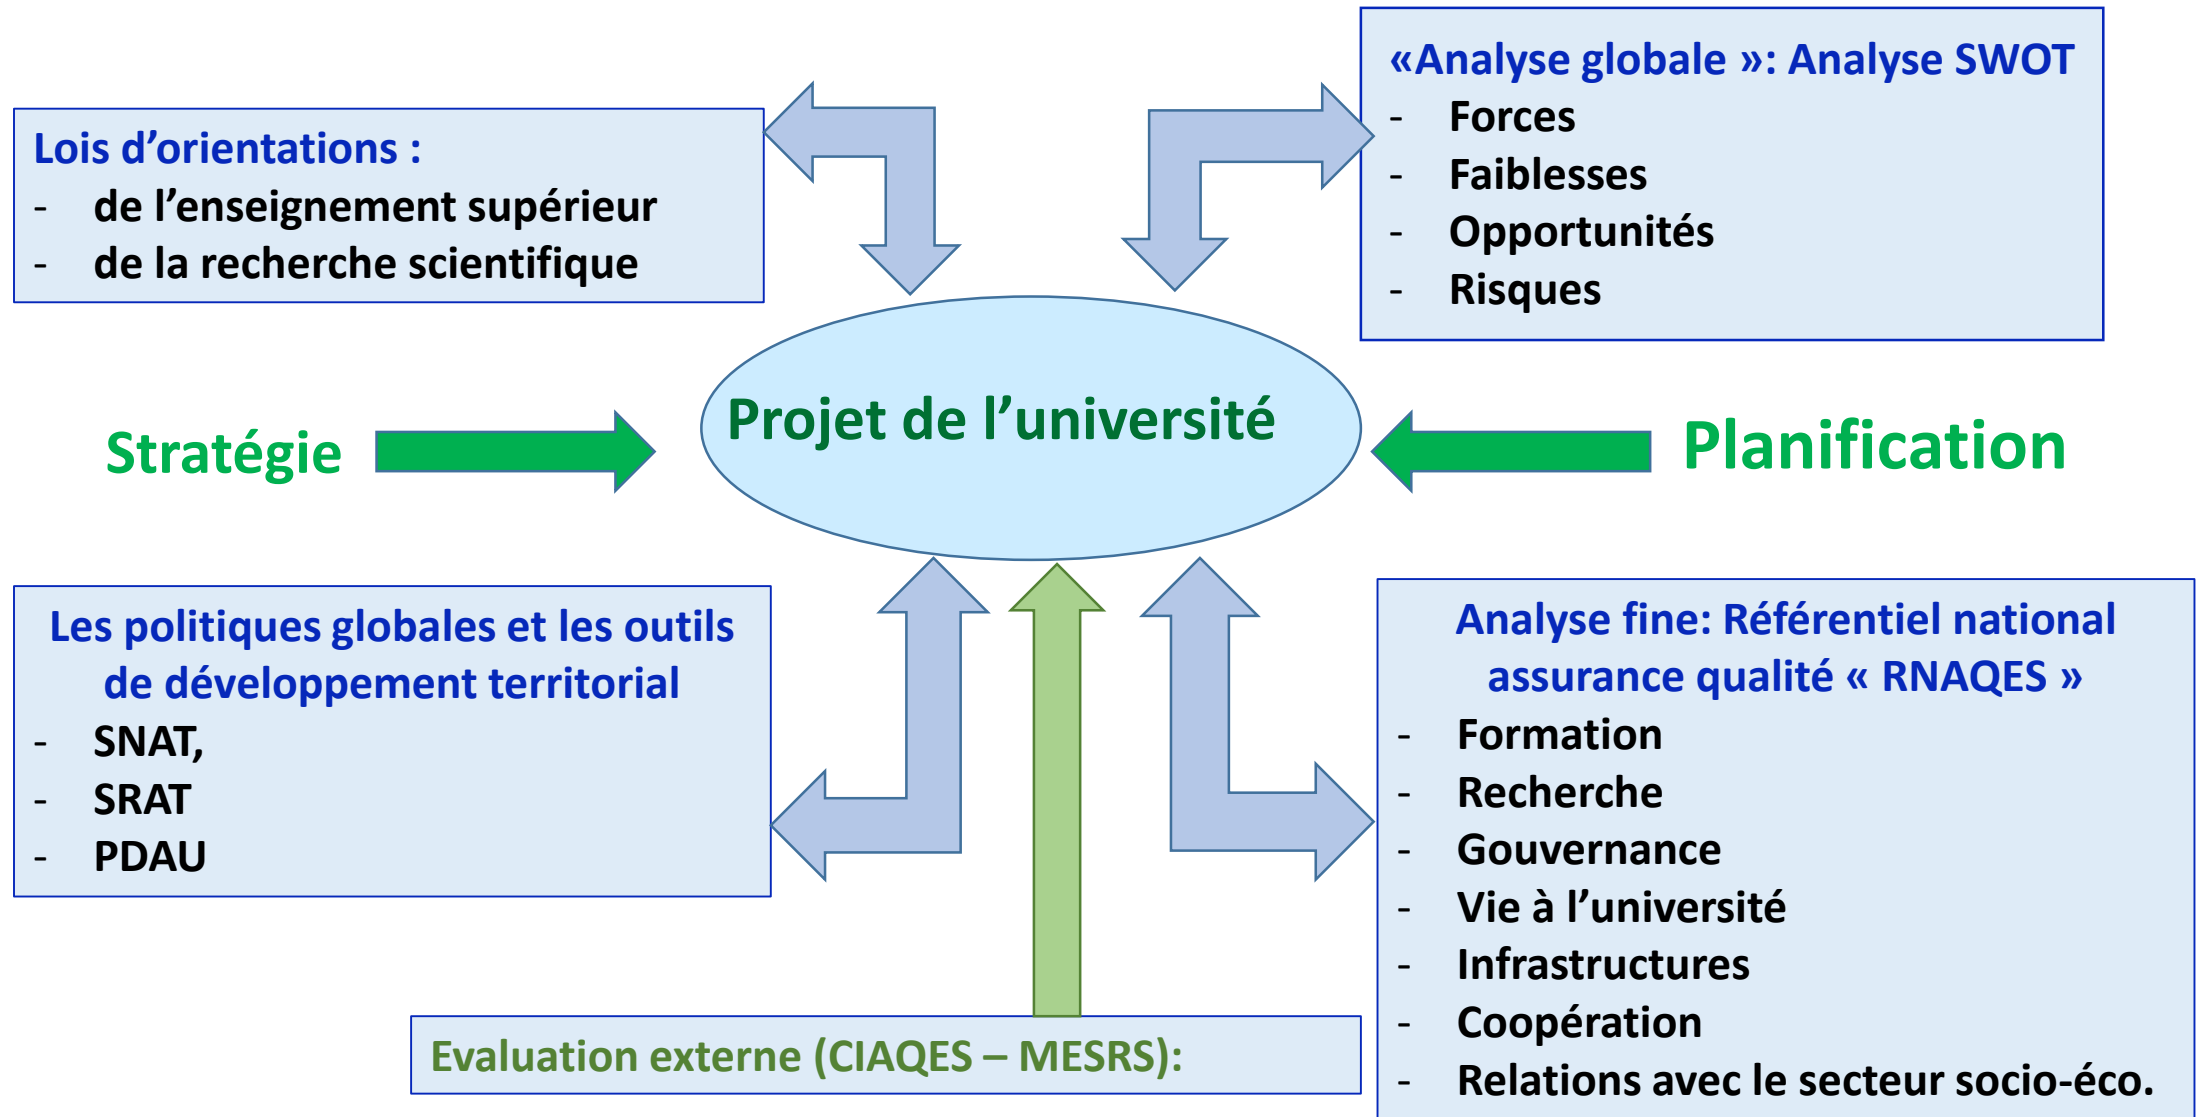 Lois d’orientations :
- de l’enseignement supérieur
- de la recherche scientifique
«Analyse globale »: Analyse SWOT
- Forces
- Faiblesses
- Opportunités
- Risques
Stratégie
Projet de l’université
Planification
Les politiques globales et les outils
de développement territorial
- SNAT,
- SRAT
- PDAU
Analyse fine: Référentiel national
assurance qualité « RNAQES »
- Formation
- Recherche
- Gouvernance
- Vie à l’université
- Infrastructures
- Coopération
- Relations avec le secteur socio-éco.
Evaluation externe (CIAQES – MESRS):